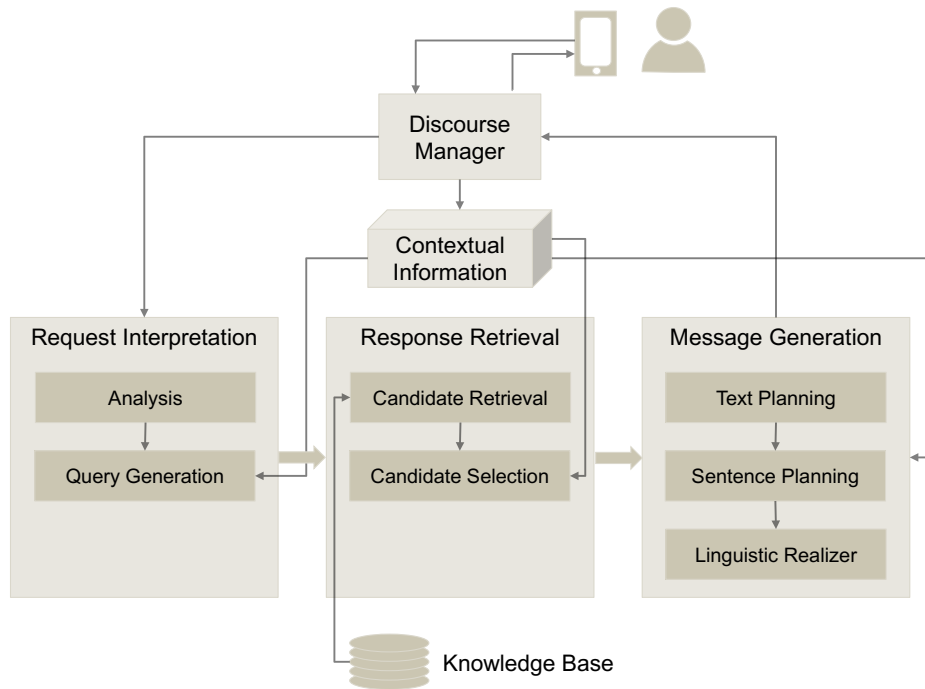 Discourse
Manager
Contextual
Information
Request Interpretation
Analysis
Query Generation
Response Retrieval
Candidate Retrieval
Candidate Selection
Message Generation
Text Planning
Sentence Planning
Linguistic Realizer
Knowledge Base